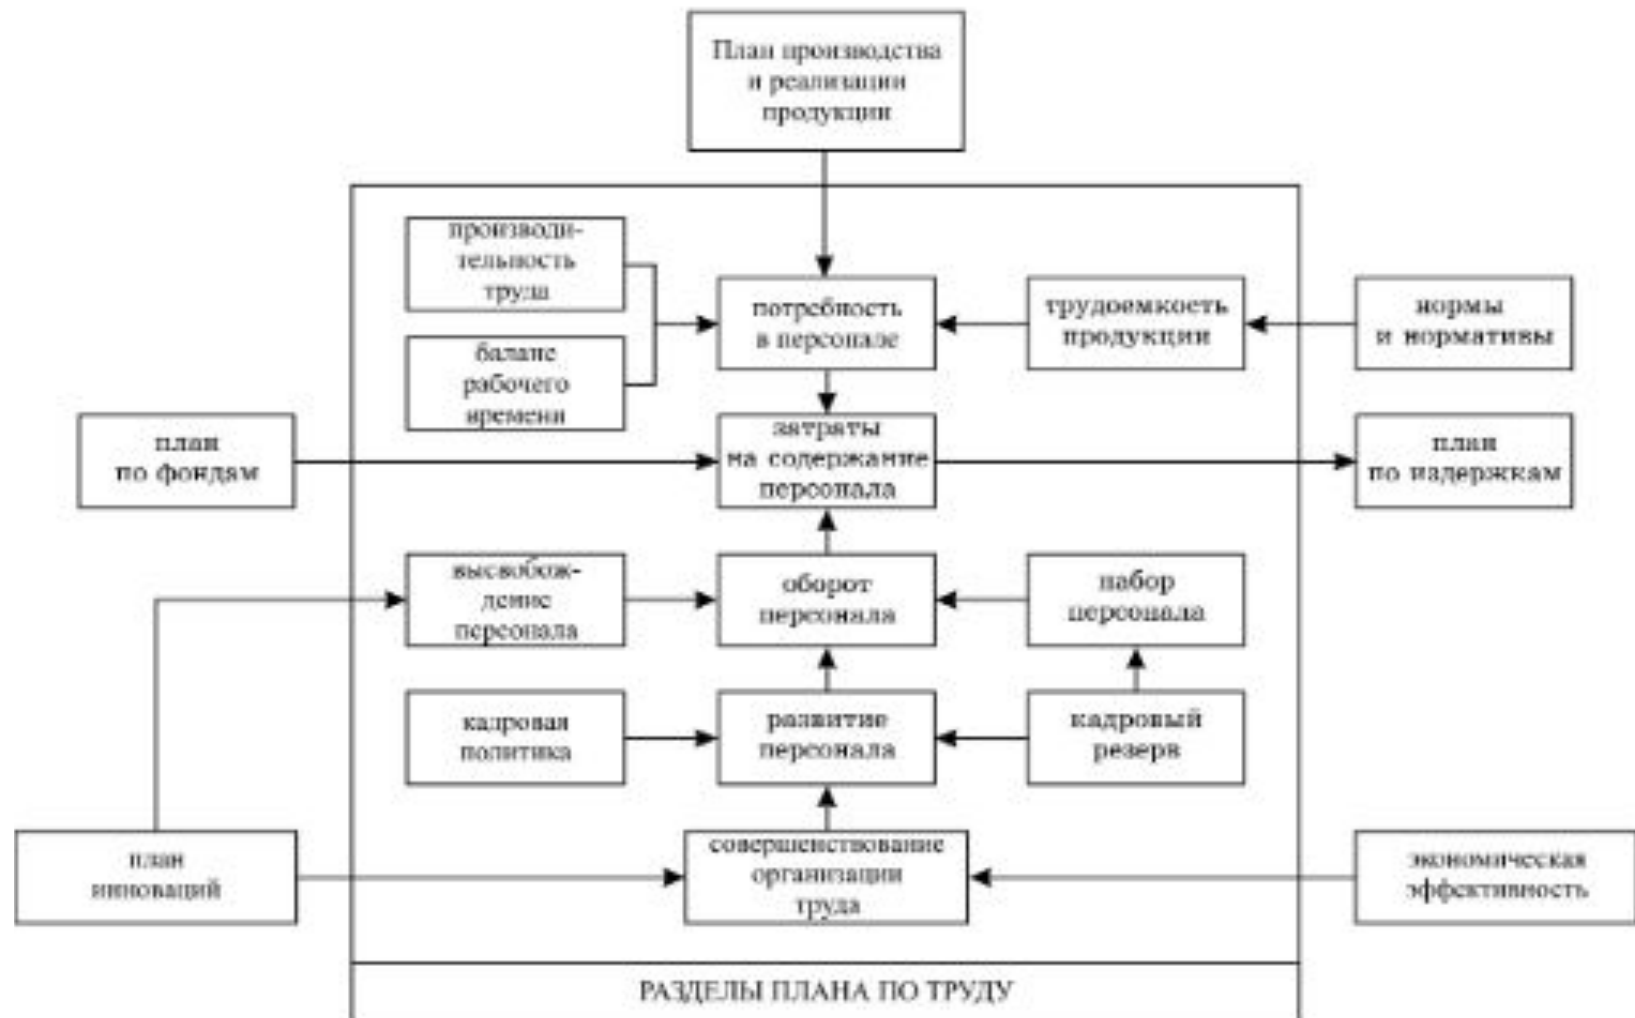 План производства
и реализации
продукции
производи-
тельность
труда
баланс
рабочего
времени
потребность
в персонале
трудоемкость
продукции
нормы
и нормативы
план
по фондам
затраты
на содержание
персонала
план
по издержкам
высвобож-
дение
персонала
оборот
персонала
набор
персонала
кадровая
политика
развитие
персонала
кадровый
резерв
план
инноваций
совершенствование
организации
труда
экономическая
эффективность
РАЗДЕЛЫ ПЛАНА ПО ТРУДУ